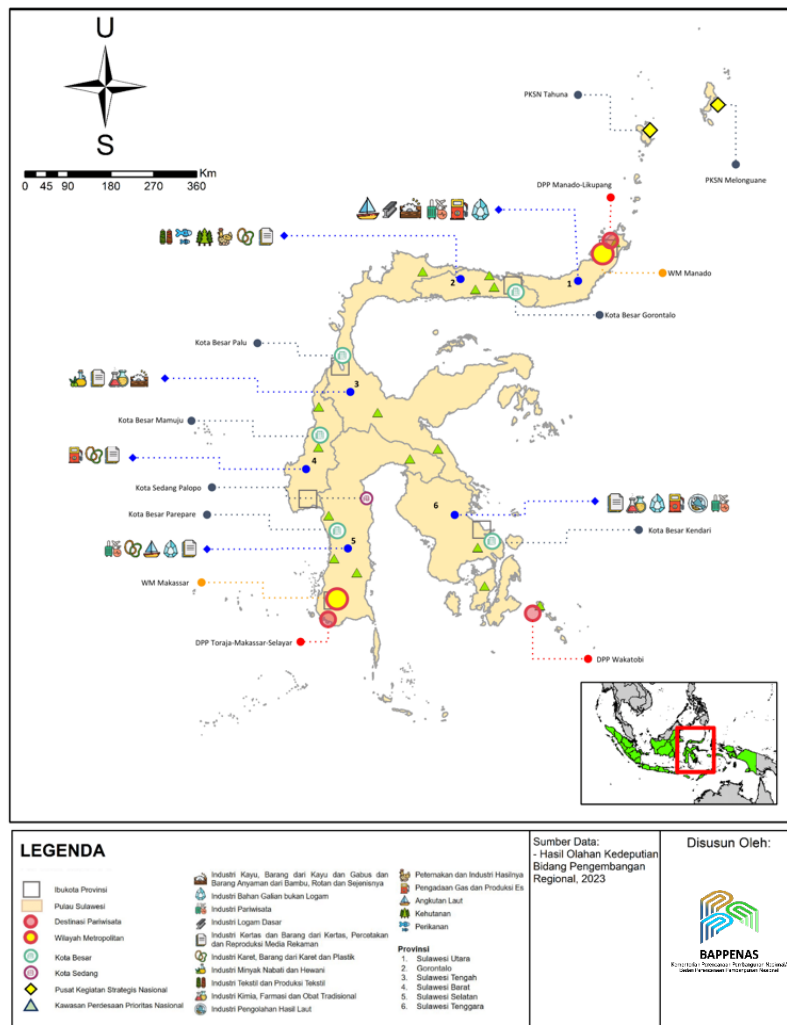 U
S
Km
0 45 90 180 270 360
PKSN Tahuna
PKSN Melonguane
DPP Manado-Likupang
WM Manado
1
2
Kota Besar Gorontalo
Kota Besar Palu
3
Kota Besar Mamuju
4
Kota Sedang Palopo
6
Kota Besar Parepare
Kota Besar Kendari
5
WM Makassar
DPP Toraja-Makassar-Selayar
DPP Wakatobi
LEGENDA
Ibukota Provinsi
Pulau Sulawesi
Destinasi Pariwisata
Wilayah Metropolitan
Kota Besar
Kota Sedang
Pusat Kegiatan Strategis Nasional
Kawasan Perdesaan Prioritas Nasional
Industri Kayu, Barang dari Kayu dan Gabus dan
Barang Anyaman dari Bambu, Rotan dan Sejenisnya
Industri Bahan Galian bukan Logam
Industri Pariwisata
Industri Logam Dasar
Industri Kertas dan Barang dari Kertas, Percetakan
dan Reproduksi Media Rekaman
Industri Karet, Barang dari Karet dan Plastik
Industri Minyak Nabati dan Hewani
Industri Tekstil dan Produksi Tekstil
Industri Kimia, Farmasi dan Obat Tradisional
Industri Pengolahan Hasil Laut
Peternakan dan Industri Hasilnya
Pengadaan Gas dan Produksi Es
Angkutan Laut
Kehutanan
Perikanan
Provinsi
1. Sulawesi Utara
2. Gorontalo
3. Sulawesi Tengah
4. Sulawesi Barat
5. Sulawesi Selatan
6. Sulawesi Tenggara
Sumber Data:
- Hasil Olahan Kedeputian
Bidang Pengembangan
Regional, 2023
Disusun Oleh:
BAPPENAS
Kementerian Perencanaan Pembangunan Nasional/
Badan Perencanaan Pembangunan Nasional